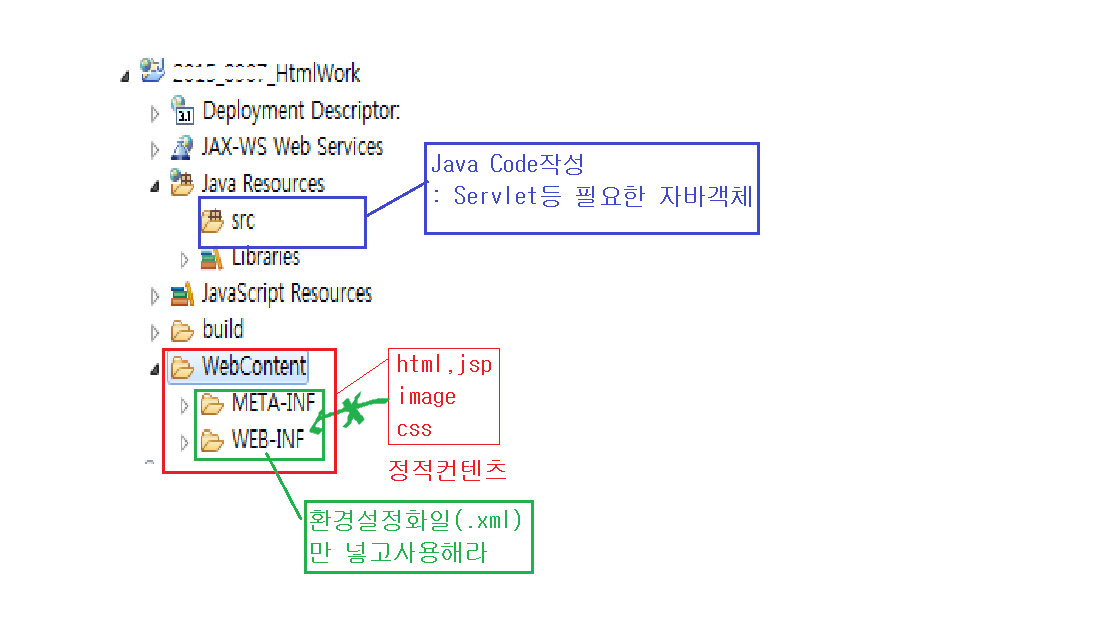 _HtmlWork
Deployment Descriptor:
3.1
JAX-WS Web Services
Java Resources
src
Libraries
JavaScript Resources
build
WebContent
META-INF
WEB-INF
Java Code작성
: Servlet등 필요한 자바객체
html,jsp
image
css
정적컨텐츠
환경설정화일(.xml)
만 넣고사용해라